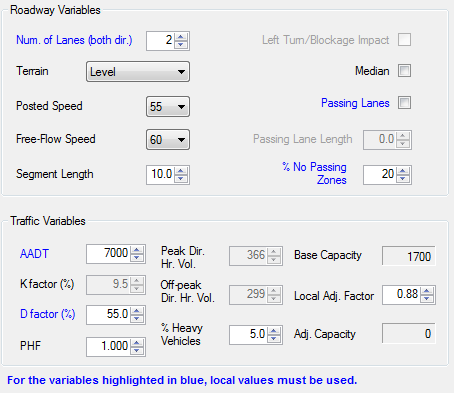 Roadway Variables
Num. of Lanes (both dir.) 2 Left Turn/Blockage Impact
Terrain Level Median
Posted Speed 55 Passing Lanes
Free-Flow Speed 60 Passing Lane Length 0.0
Segment Length 10.0 % No Passing Zones 20
Traffic Variables
AADT 7000 Peak Dir. Hr. Vol. 366 Base Capacity 1700
K factor (%) 9.5 Off-peak Dir. Hr. Vol. 299 Local Adj. Factor 0.88
D factor (%) 55.0 % Heavy Vehicles 5.0 Adj. Capacity 0
PHF 1.000
For the variables highlighted in blue, local values must be used.